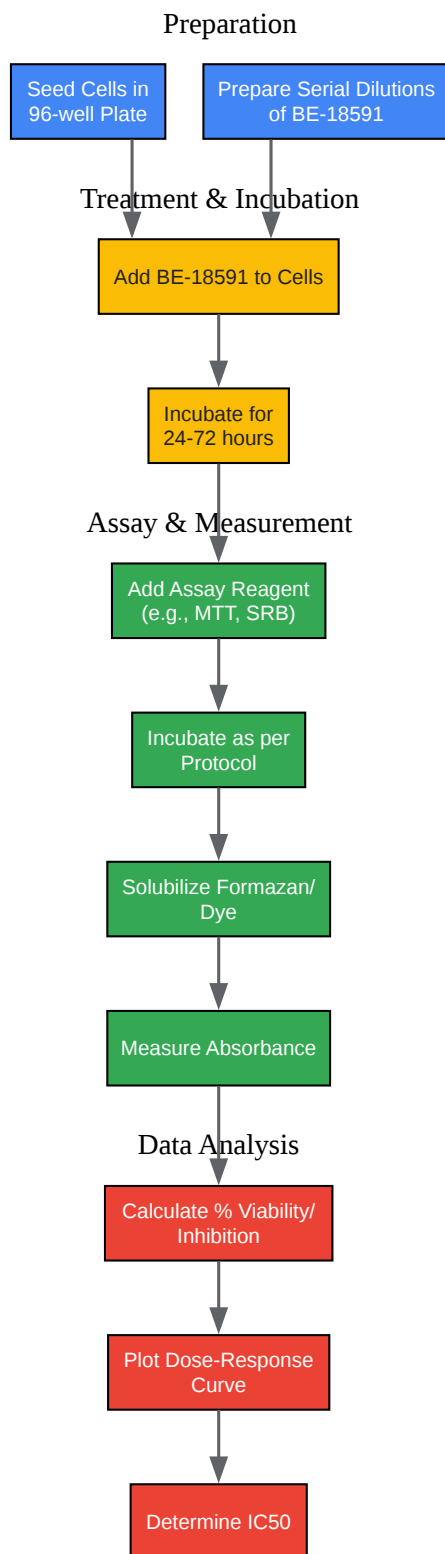 Preparation
Seed Cells in
96-well Plate
Prepare Serial Dilutions
of BE-18591
Treatment & Incubation
Add BE-18591 to Cells
Incubate for
24-72 hours
Assay & Measurement
Add Assay Reagent
(e.g., MTT, SRB)
Incubate as per
Protocol
Solubilize Formazan/
Dye
Measure Absorbance
Data Analysis
Calculate % Viability/
Inhibition
Plot Dose-Response
Curve
Determine IC50